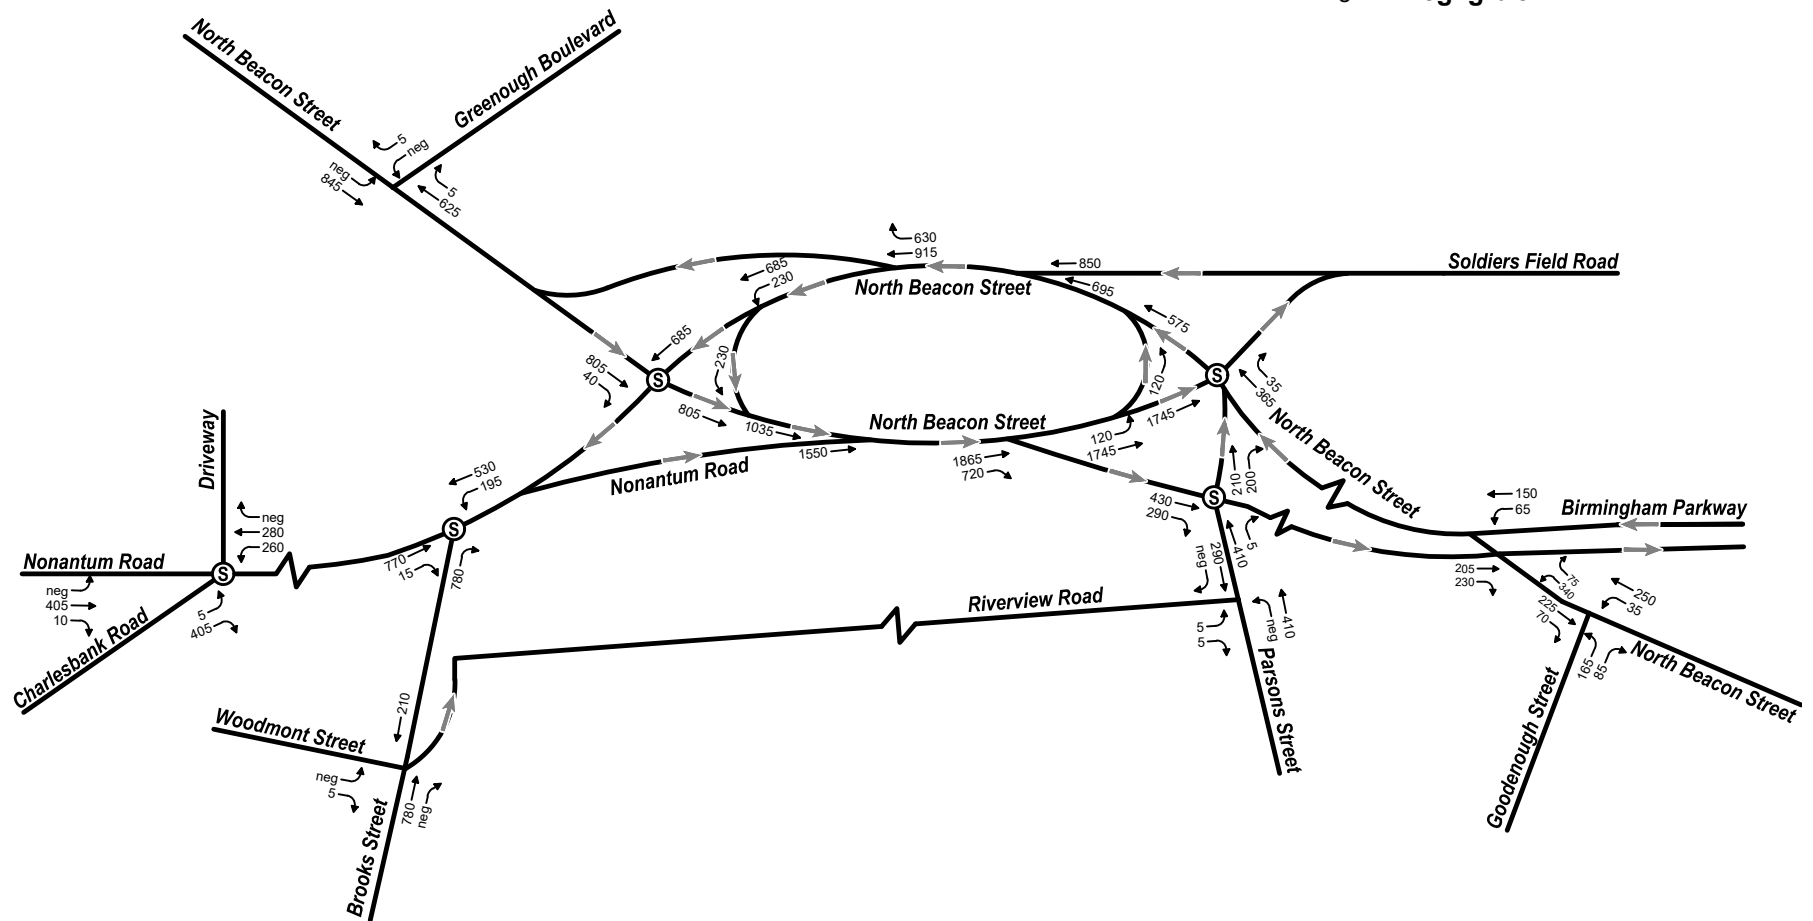 North Beacon Street
Greenough Boulevard
5
neg
neg
845
5
625
630
915
850
Soldiers Field Road
685
230
North Beacon Street
695
575
685
805
40
230
805
1035
North Beacon Street
1550
Nonantum Road
1865
720
120
1745
120
1745
35
365
North Beacon Street
210
200
430
290
5
290
410
neg
150
65
Birmingham Parkway
205
230
75
340
225
70
250
35
165
85
North Beacon Street
Goodenough Street
Driveway
neg
280
260
Nonantum Road
neg
405
10
5
405
Charlesbank Road
530
195
770
15
780
Riverview Road
5
5
neg
410
Parsons Street
210
Woodmont Street
neg
5
780
neg
Brooks Street
S
S
S
S
S